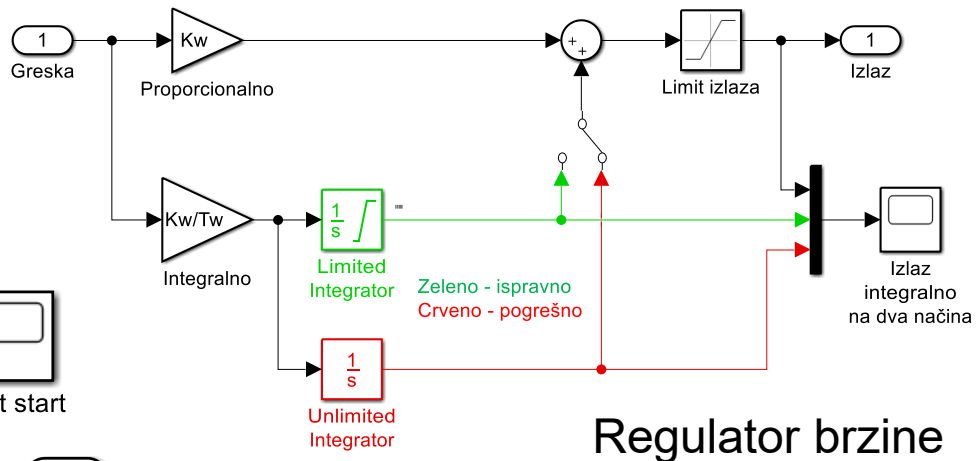 1
Greska
Kw
Proporcionalno
+
+
Limit izlaza
1
Izlaz
Kw/Tw
Integralno
1
s
Limited
Integrator
Zeleno - ispravno
Crveno - pogrešno
1
s
Unlimited
Integrator
Izlaz
integralno
na dva načina
t start
Regulator brzine